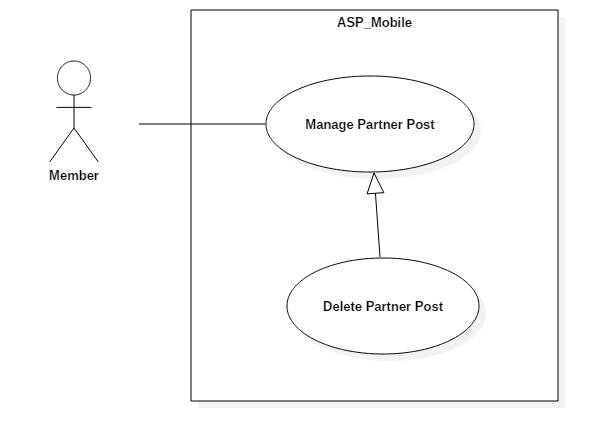 ASP_Mobile
Manage Partner Post
Member
Delete Partner Post